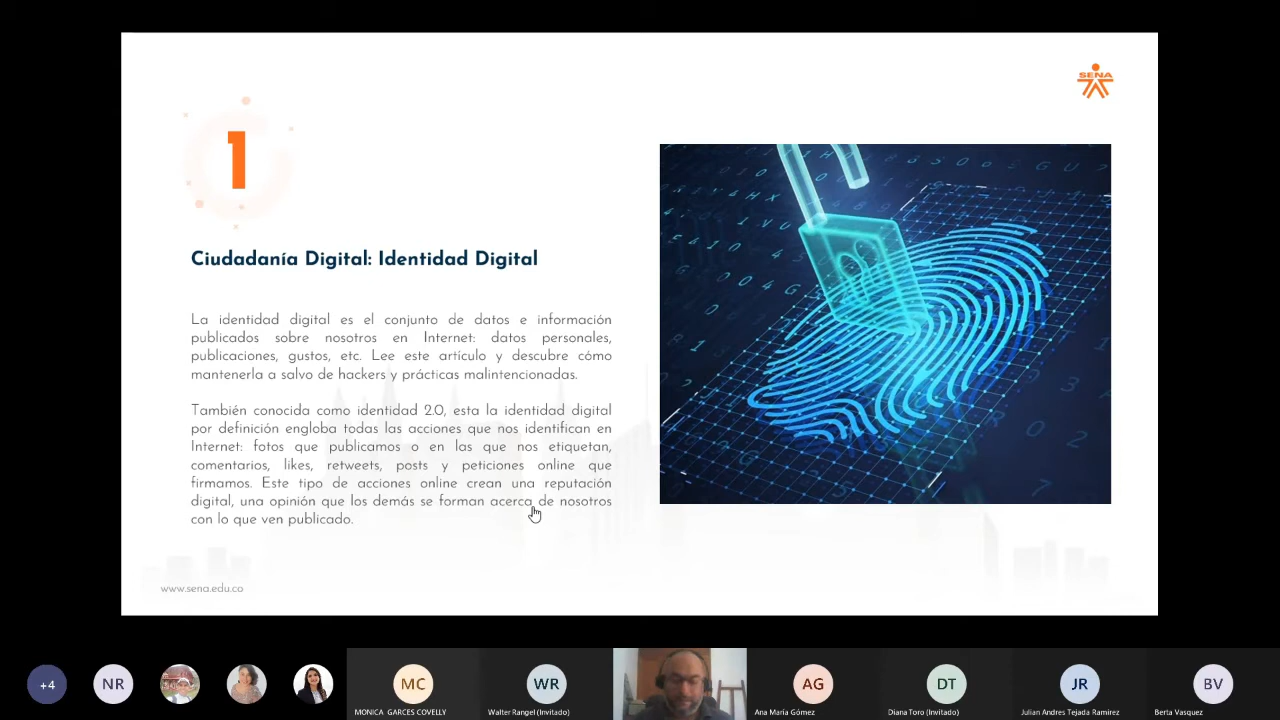 SENA
1
Ciudadanía Digital: Identidad Digital
La identidad digital es el conjunto de datos e información
publicados sobre nosotros en Internet: datos personales,
publicaciones, gustos, etc. Lee este artículo y descubre cómo
mantenerla a salvo de hackers y prácticas malintencionadas.
También conocida como identidad 2.0, esta la identidad digital
por definición engloba todas las acciones que nos identifican en
Internet: fotos que publicamos o en las que nos etiquetan,
comentarios, likes, retweets, posts y peticiones online que
firmamos. Este tipo de acciones online crean una reputación
digital, una opinión que los demás se forman acerca de nosotros
con lo que ven publicado.
www.sena.edu.co
+4
NR
MC
WR
AG
DT
JR
BV
MONICA GARCES COVELLY
Walter Rangel (Invitado)
Ana María Gómez
Diana Toro (Invitado)
Julian Andres Tejada Ramirez
Berta Vasquez